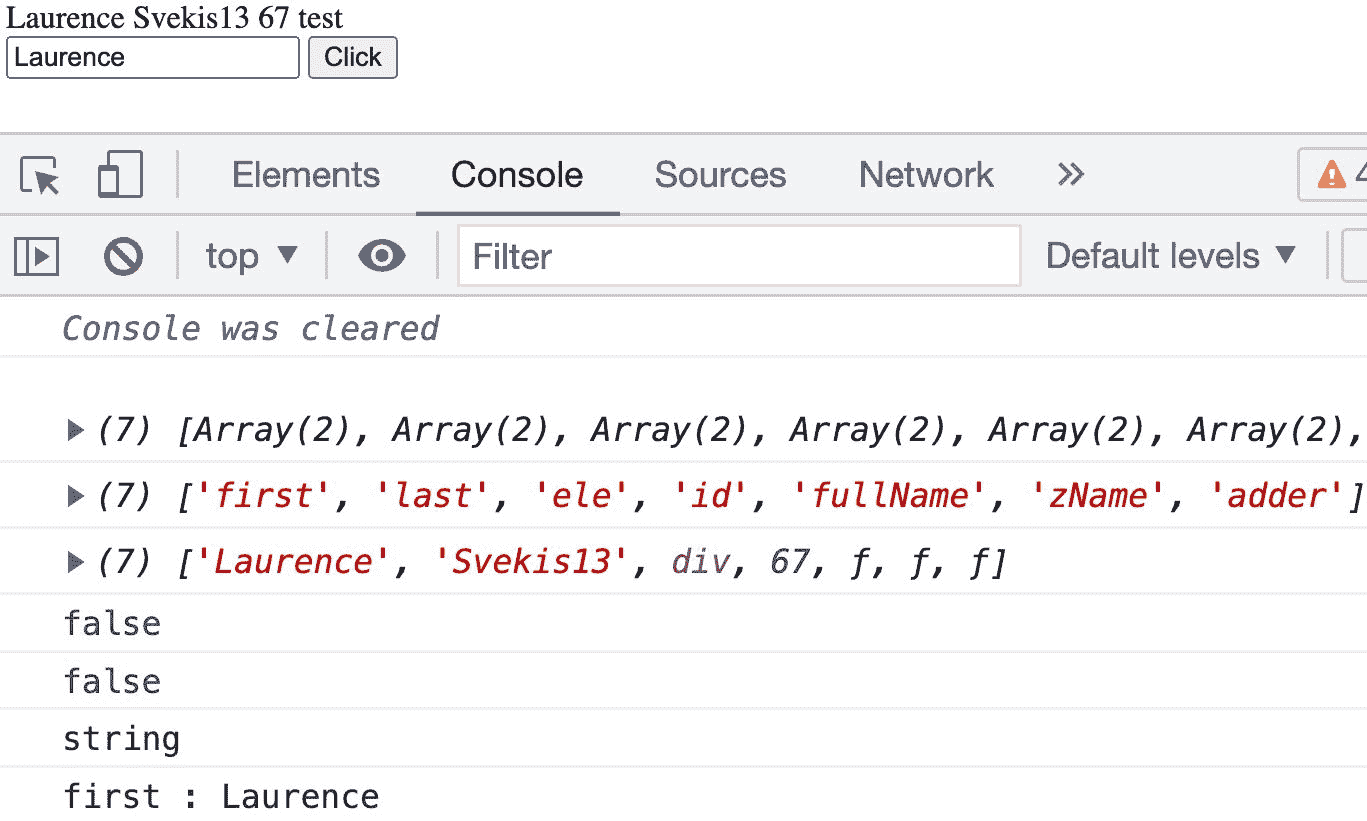 Laurence Svekis13 67 test
Laurence Click
Elements Console Sources Network » 4
top ▼ Filter Default levels ▼
Console was cleared
▶ (7) [Array(2), Array(2), Array(2), Array(2), Array(2), Array(2),
▶ (7) ['first', 'last', 'ele', 'id', 'fullName', 'zName', 'adder']
▶ (7) ['Laurence', 'Svekis13', div, 67, f, f, f]
false
false
string
first : Laurence